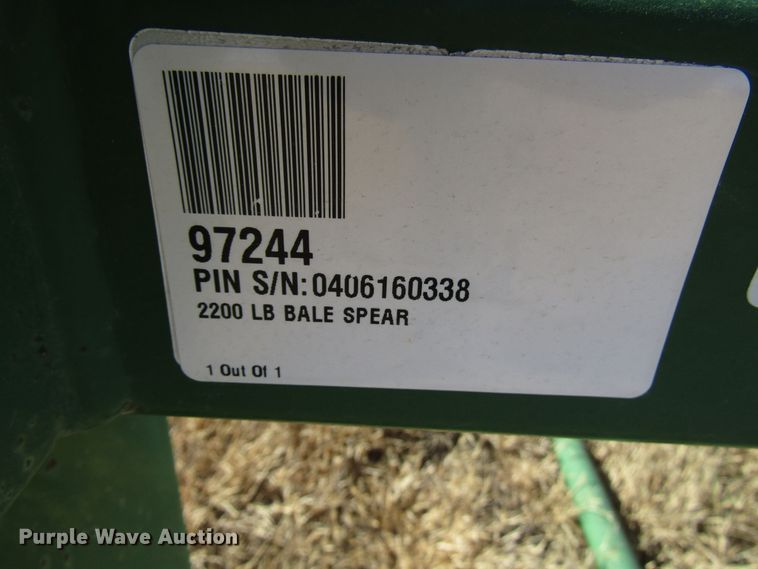 97244
PIN S/N: 0406160338
2200 LB BALE SPEAR
1 Out Of 1
Purple Wave Auction®